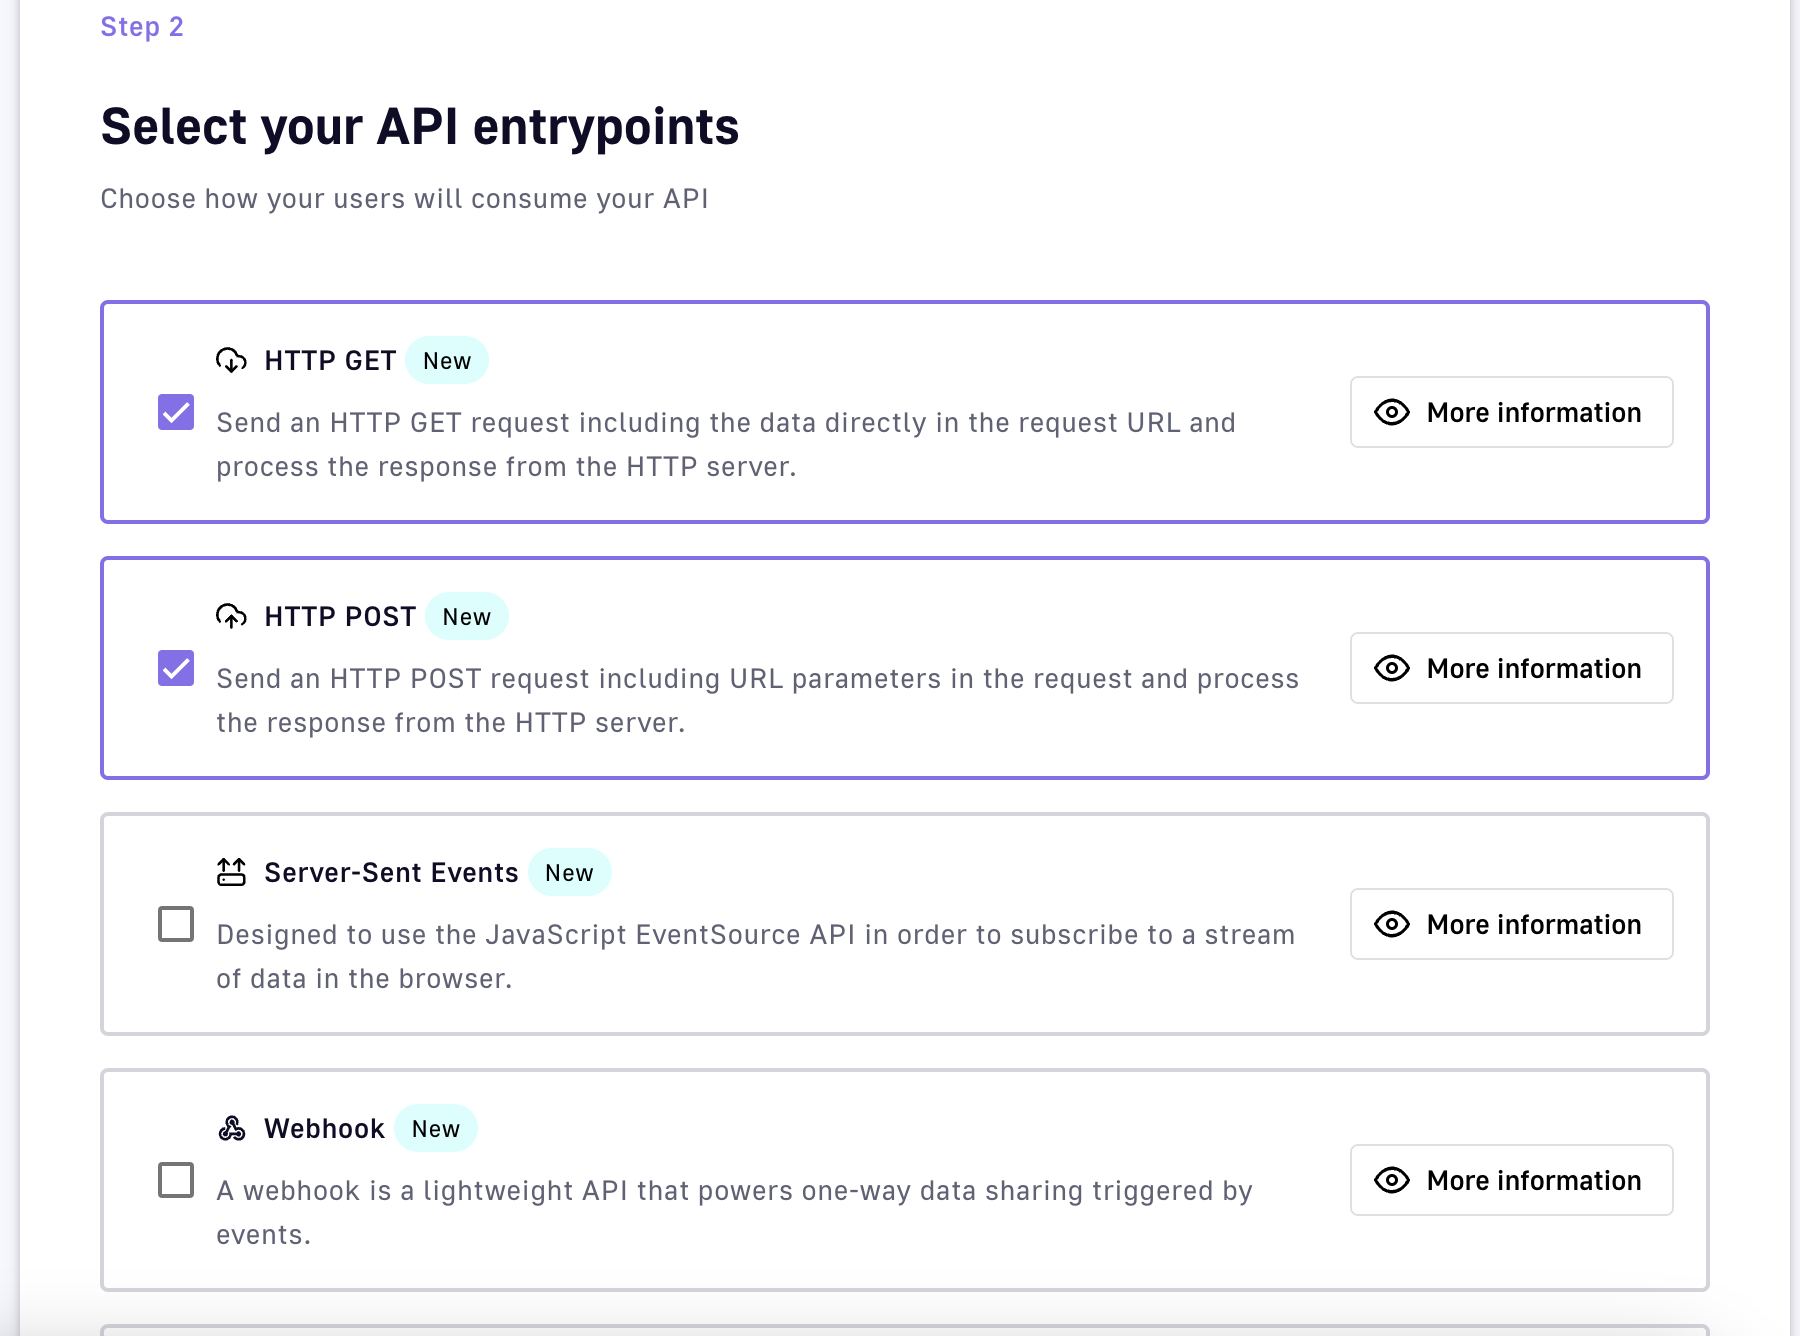 Step 2
Select your API entrypoints
Choose how your users will consume your API
HTTP GET New
Send an HTTP GET request including the data directly in the request URL and
process the response from the HTTP server.
More information
HTTP POST New
Send an HTTP POST request including URL parameters in the request and process
the response from the HTTP server.
More information
Server-Sent Events New
Designed to use the JavaScript EventSource API in order to subscribe to a stream
of data in the browser.
More information
Webhook New
A webhook is a lightweight API that powers one-way data sharing triggered by
events.
More information